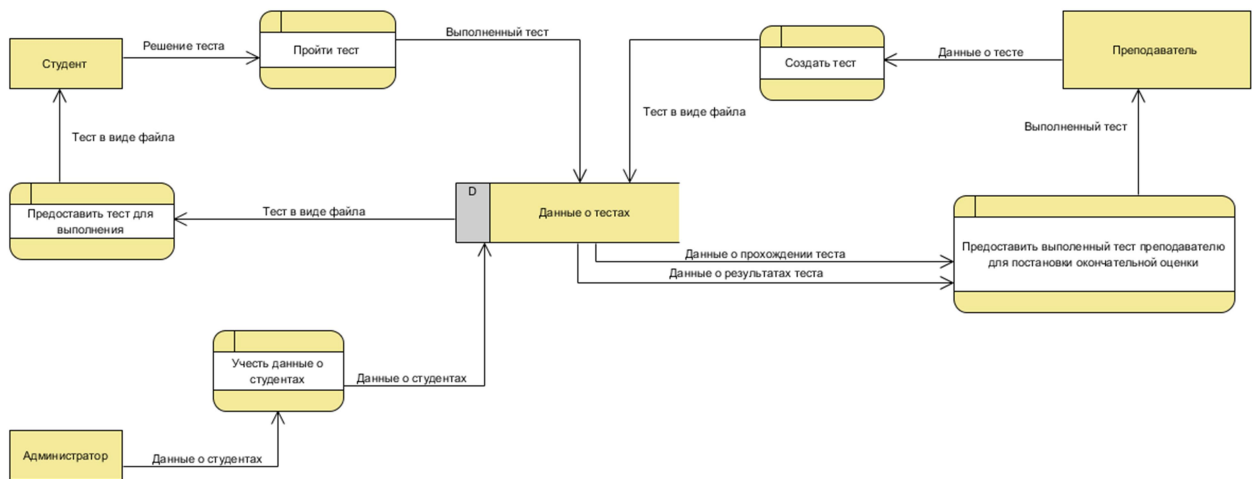 Решение теста
Студент
Пройти тест
Выполненный тест
Создать тест
Данные о тесте
Преподаватель
Тест в виде файла
Тест в виде файла
Выполненный тест
D
Данные о тестах
Предоставить тест для
выполнения
Тест в виде файла
Данные о прохождении теста
Данные о результатах теста
Предоставить выполенный тест преподавателю
для постановки окончательной оценки
Учесть данные о
студентах
Данные о студентах
Администратор
Данные о студентах